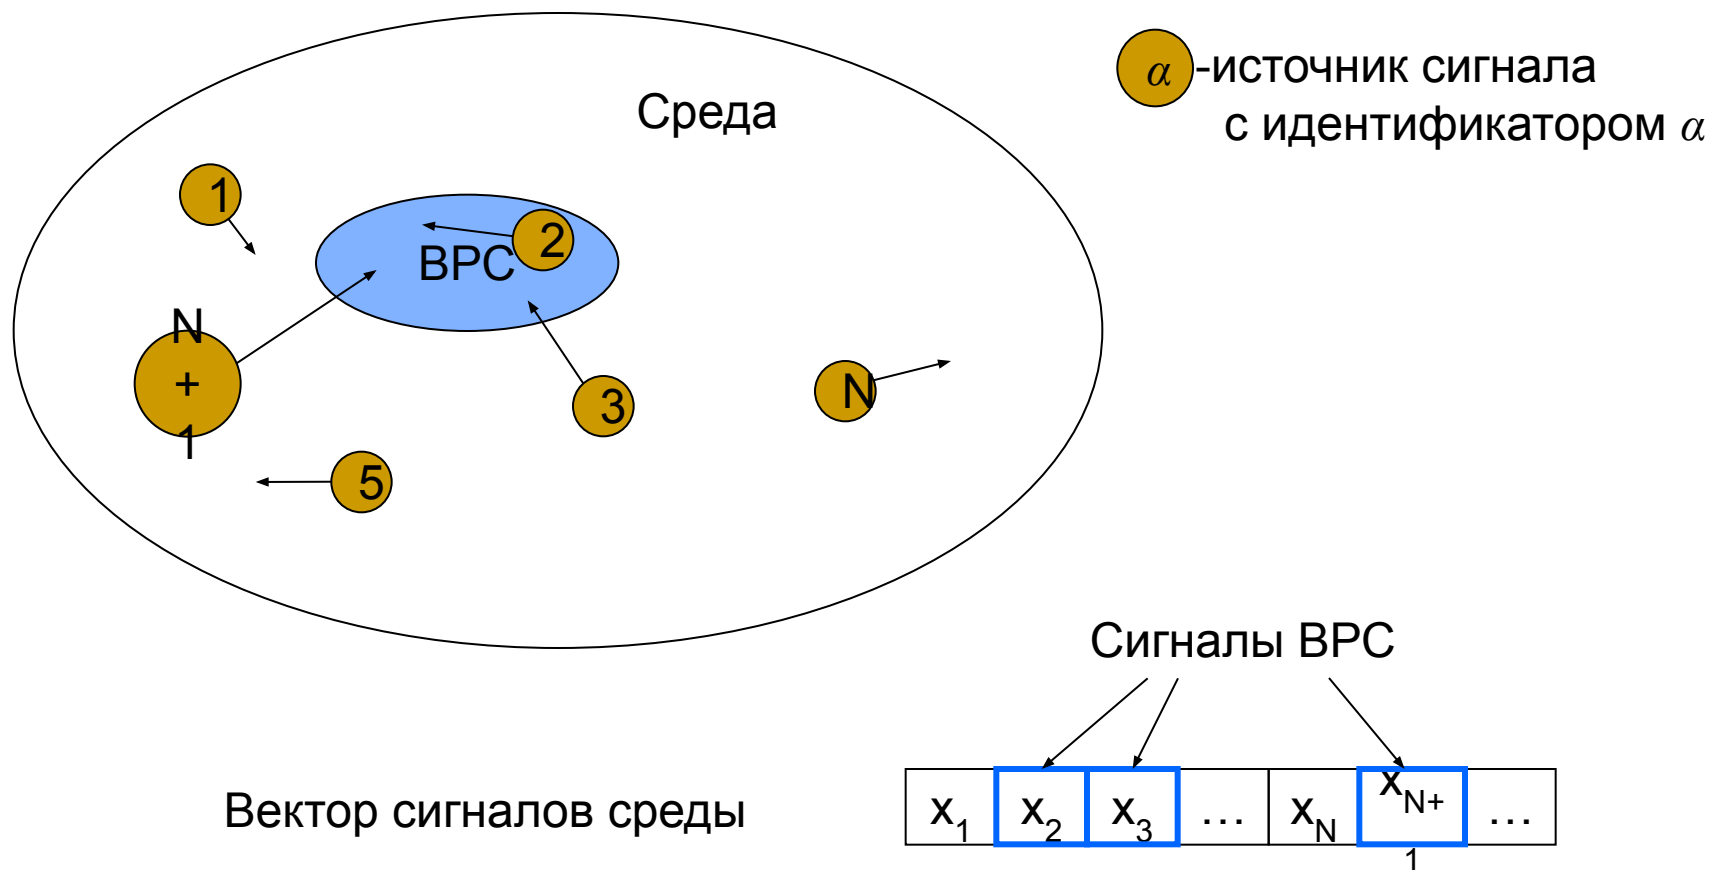 Среда
α -источник сигнала
с идентификатором α
1
2
ВРС
N
+
1
3
N
5
Сигналы ВРС
Вектор сигналов среды
x1 x2 x3 … xN xN+1 …